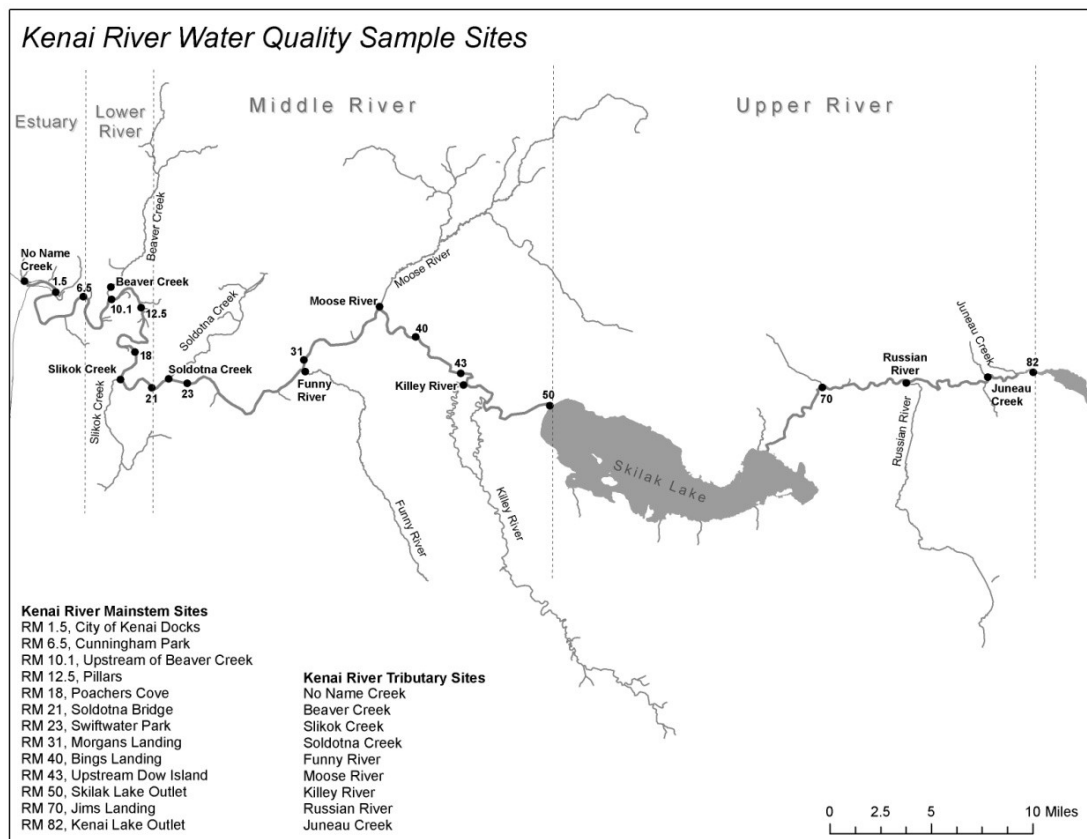 Kenai River Water Quality Sample Sites
Estuary
Lower
River
Middle River
Upper River
No Name
Creek
1.5
6.5
Beaver Creek
Beaver Creek
10.1
12.5
18
Slikok Creek
Slikok Creek
21
Soldotna Creek
Soldotna Creek
23
31
Funny
River
Funny River
Moose River
Moose River
40
43
Killey River
Killey River
50
Skilak Lake
70
Russian
River
Russian River
Juneau Creek
Juneau
Creek
82
Kenai River Mainstem Sites
RM 1.5, City of Kenai Docks
RM 6.5, Cunningham Park
RM 10.1, Upstream of Beaver Creek
RM 12.5, Pillars
RM 18, Poachers Cove
RM 21, Soldotna Bridge
RM 23, Swiftwater Park
RM 31, Morgans Landing
RM 40, Bings Landing
RM 43, Upstream Dow Island
RM 50, Skilak Lake Outlet
RM 70, Jims Landing
RM 82, Kenai Lake Outlet
Kenai River Tributary Sites
No Name Creek
Beaver Creek
Slikok Creek
Soldotna Creek
Funny River
Moose River
Killey River
Russian River
Juneau Creek
0 2.5 5 10 Miles